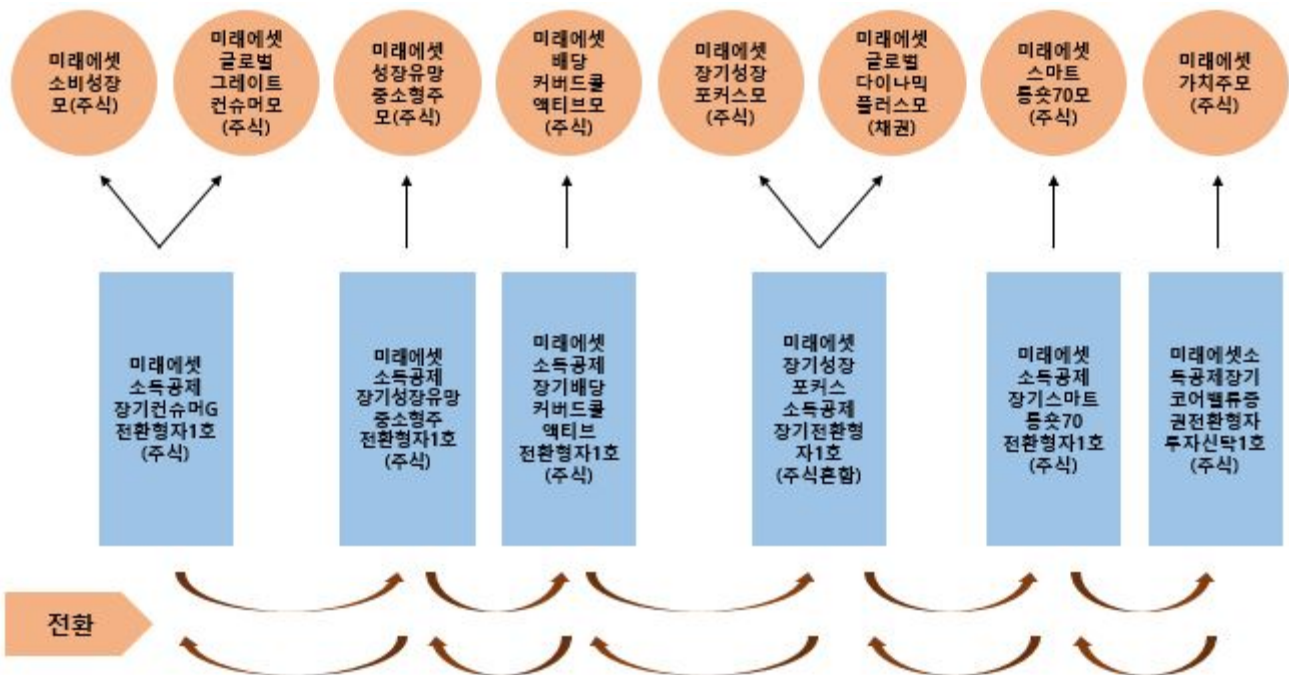 미래에셋
소비성장
모(주식)
미래에셋
글로벌
그레이트
컨슈머모
(주식)
미래에셋
성장유망
중소형주
모(주식)
미래에셋
배당
커버드콜
액티브모
(주식)
미래에셋
장기성장
포커스모
(주식)
미래에셋
글로벌
다이나믹
플러스모
(채권)
미래에셋
스마트
롱숏70모
(주식)
미래에셋
가치주모
(주식)
미래에셋
소득공제
장기컨슈머G
전환형자1호
(주식)
미래에셋
소득공제
장기성장유망
중소형주
전환형자1호
(주식)
미래에셋
소득공제
장기배당
커버드콜
액티브
전환형자1호
(주식)
미래에셋
장기성장
포커스
소득공제
장기전환형
자1호
(주식혼합)
미래에셋
소득공제
장기스마트
롱숏70
전환형자1호
(주식)
미래에셋소
득공제장기
코어밸류증
권전환형자
투자신탁1호
(주식)
전환